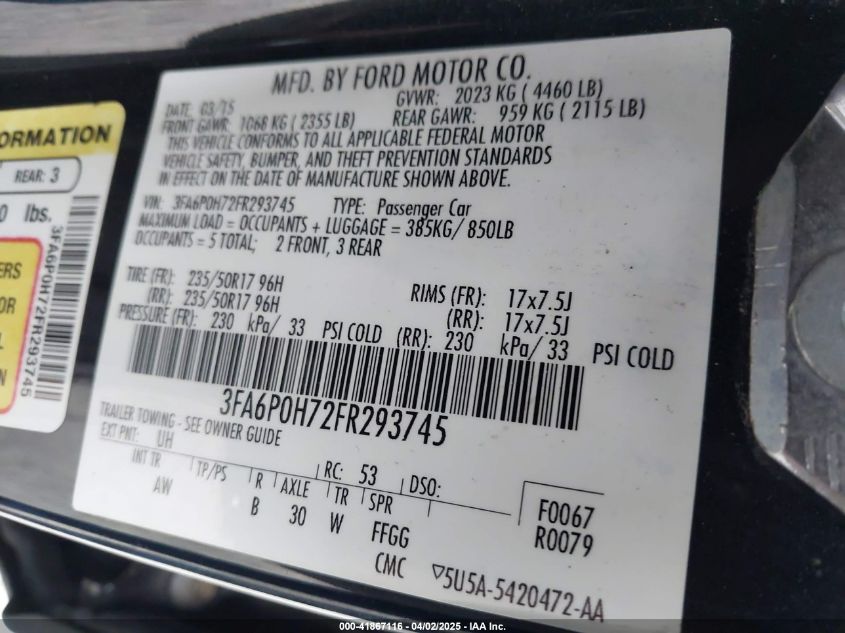 ORMATION
REAR: 3
0 lbs.
3FA6P0H72FR293745
ERS
OR
L
N
MFD. BY FORD MOTOR CO.
DATE: 03/15 GVWR: 2023 KG ( 4460 LB)
FRONT GAWR: 1068 KG ( 2355 LB) REAR GAWR: 959 KG ( 2115 LB)
THIS VEHICLE CONFORMS TO ALL APPLICABLE FEDERAL MOTOR
VEHICLE SAFETY, BUMPER, AND THEFT PREVENTION STANDARDS
IN EFFECT ON THE DATE OF MANUFACTURE SHOWN ABOVE.
VIN: 3FA6P0H72FR293745 TYPE: Passenger Car
MAXIMUM LOAD = OCCUPANTS + LUGGAGE = 385KG/ 850LB
OCCUPANTS = 5 TOTAL; 2 FRONT, 3 REAR
TIRE (FR): 235/50R17 96H RIMS (FR): 17x7.5J
(RR): 235/50R17 96H (RR): 17x7.5J
PRESSURE (FR): 230 kPa/ 33 PSI COLD (RR): 230 kPa/ 33 PSI COLD
3FA6P0H72FR293745
TRAILER TOWING - SEE OWNER GUIDE
EXT PNT: UH RC: 53 DSO:
INT TR TP/PS R AXLE TR SPR
AW B 30 W FFGG
F0067
R0079
CMC ▽5U5A-5420472-AA
000-41867116 - 04/02/2025 - IAA, Inc.